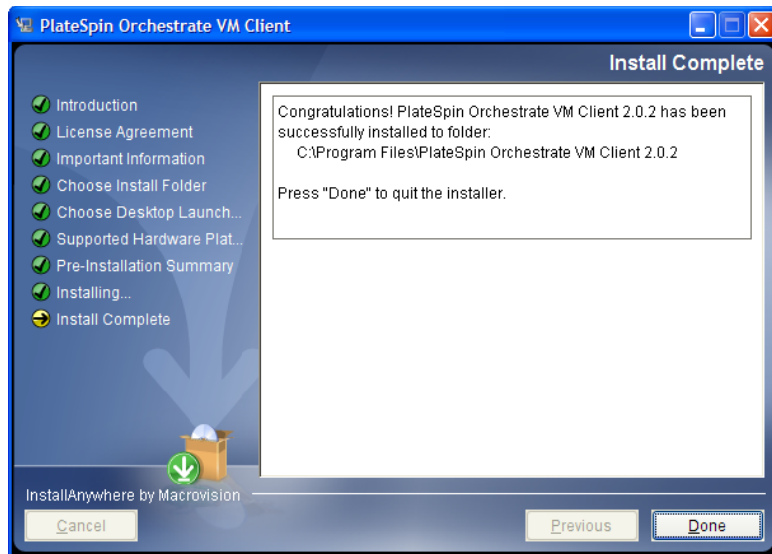 PlateSpin Orchestrate VM Client
Install Complete
Introduction
License Agreement
Important Information
Choose Install Folder
Choose Desktop Launch...
Supported Hardware Plat...
Pre-Installation Summary
Installing...
Install Complete
Congratulations! PlateSpin Orchestrate VM Client 2.0.2 has been
successfully installed to folder:
C:\Program Files\PlateSpin Orchestrate VM Client 2.0.2
Press "Done" to quit the installer.
InstallAnywhere by Macrovision
Cancel
Previous
Done